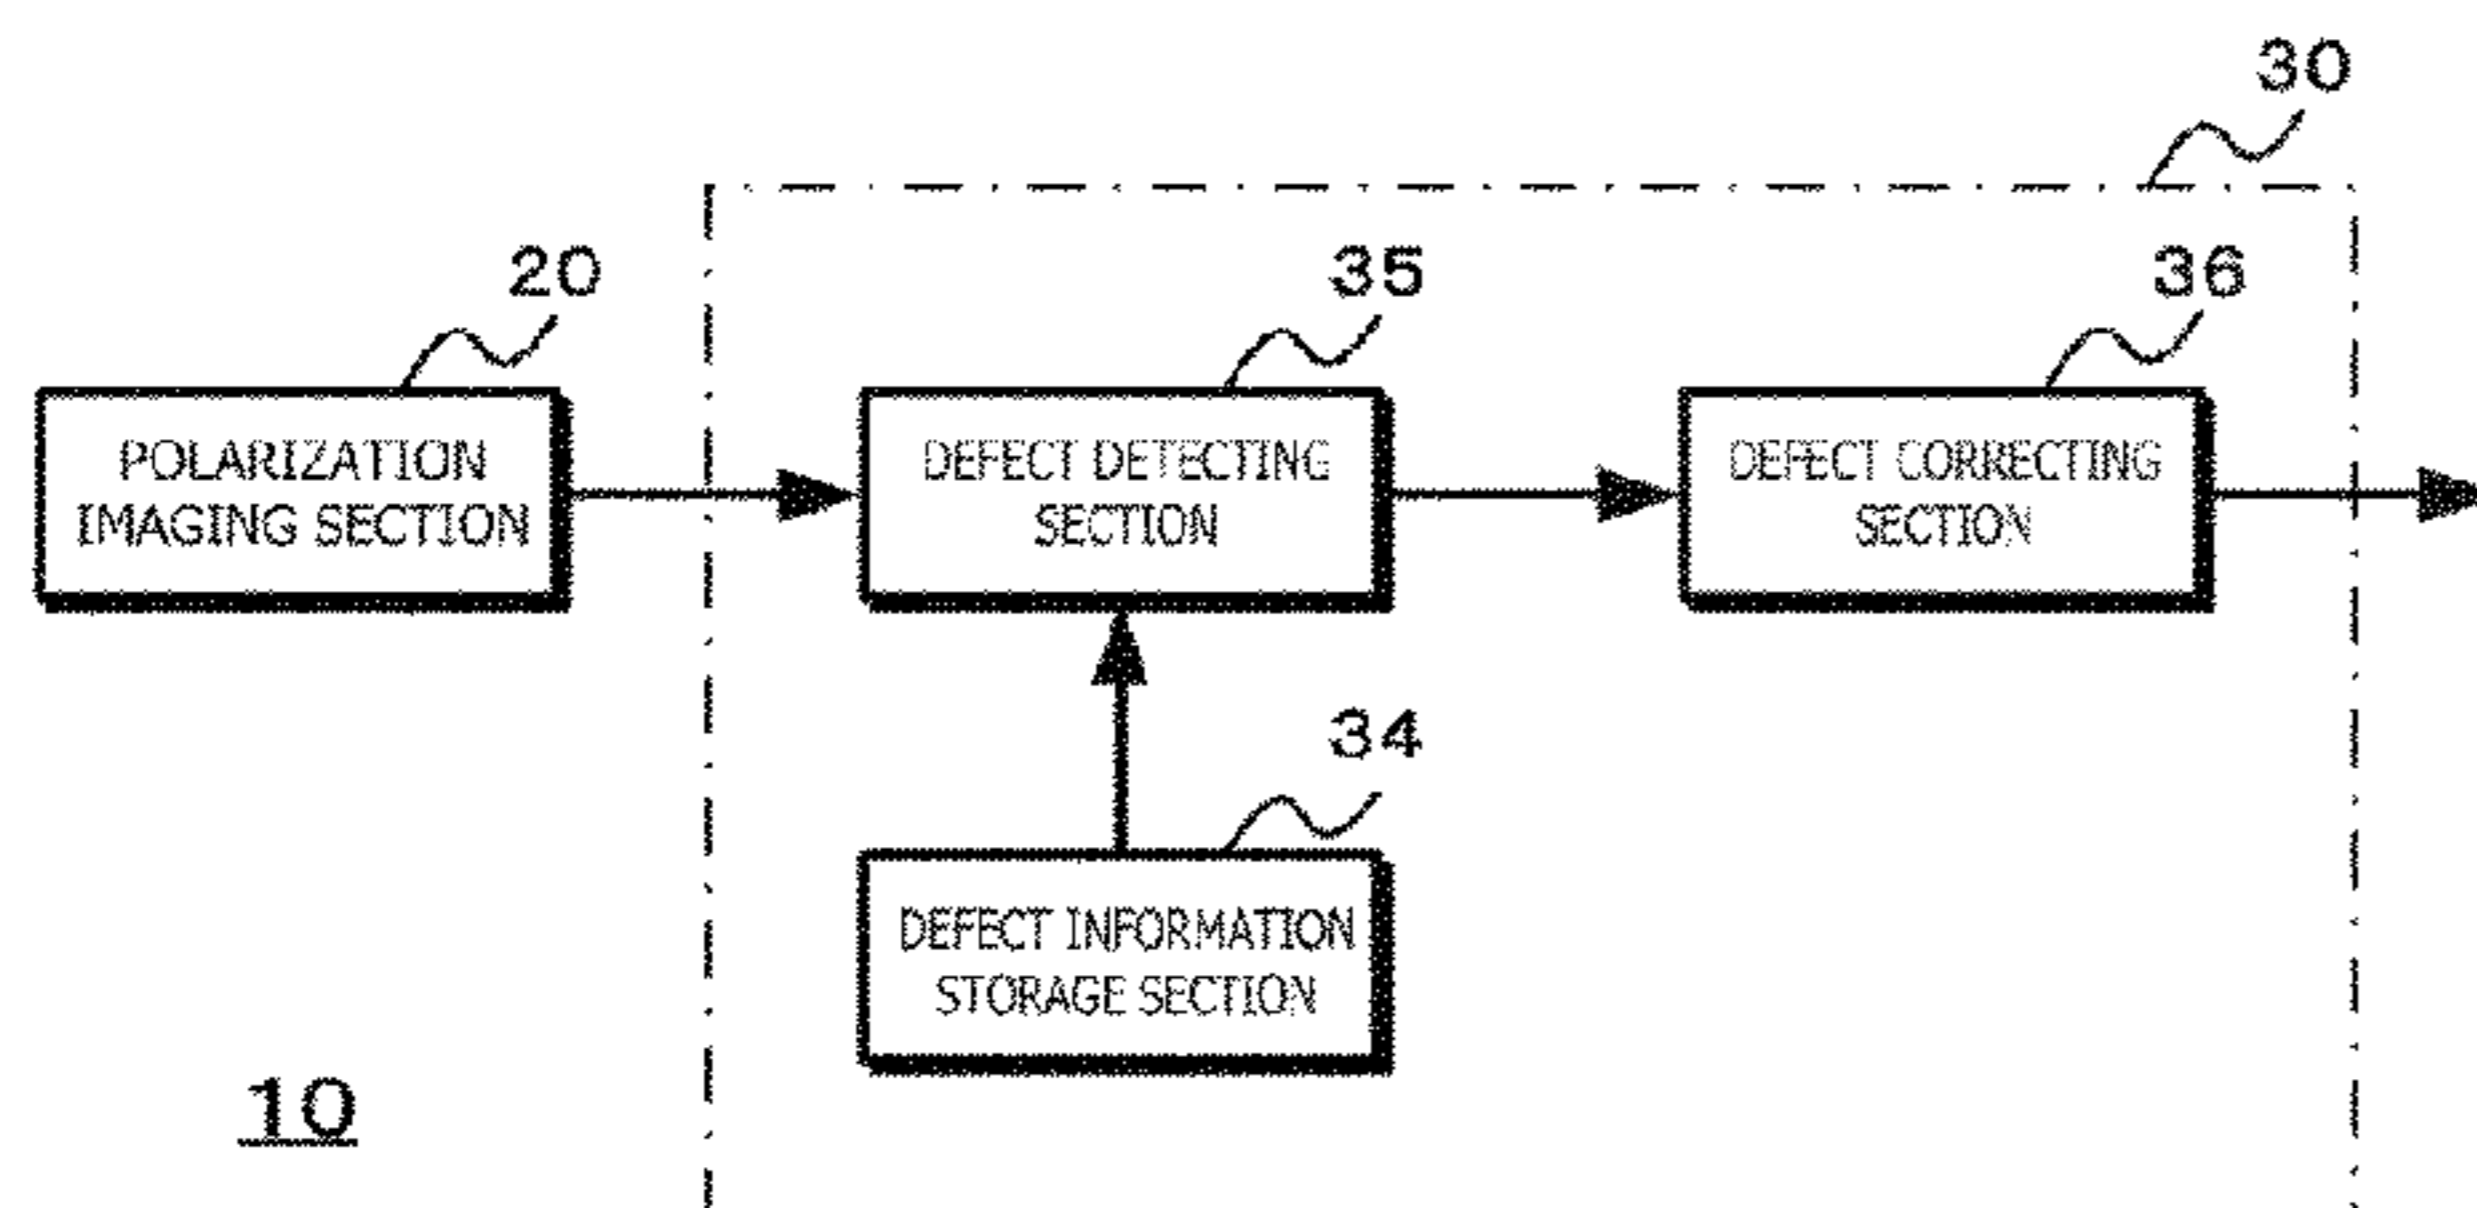 30
20
35
36
POLARIZATION
IMAGING SECTION
DEFECT DETECTING
SECTION
DEFECT CORRECTING
SECTION
34
DEFECT INFORMATION
STORAGE SECTION
10